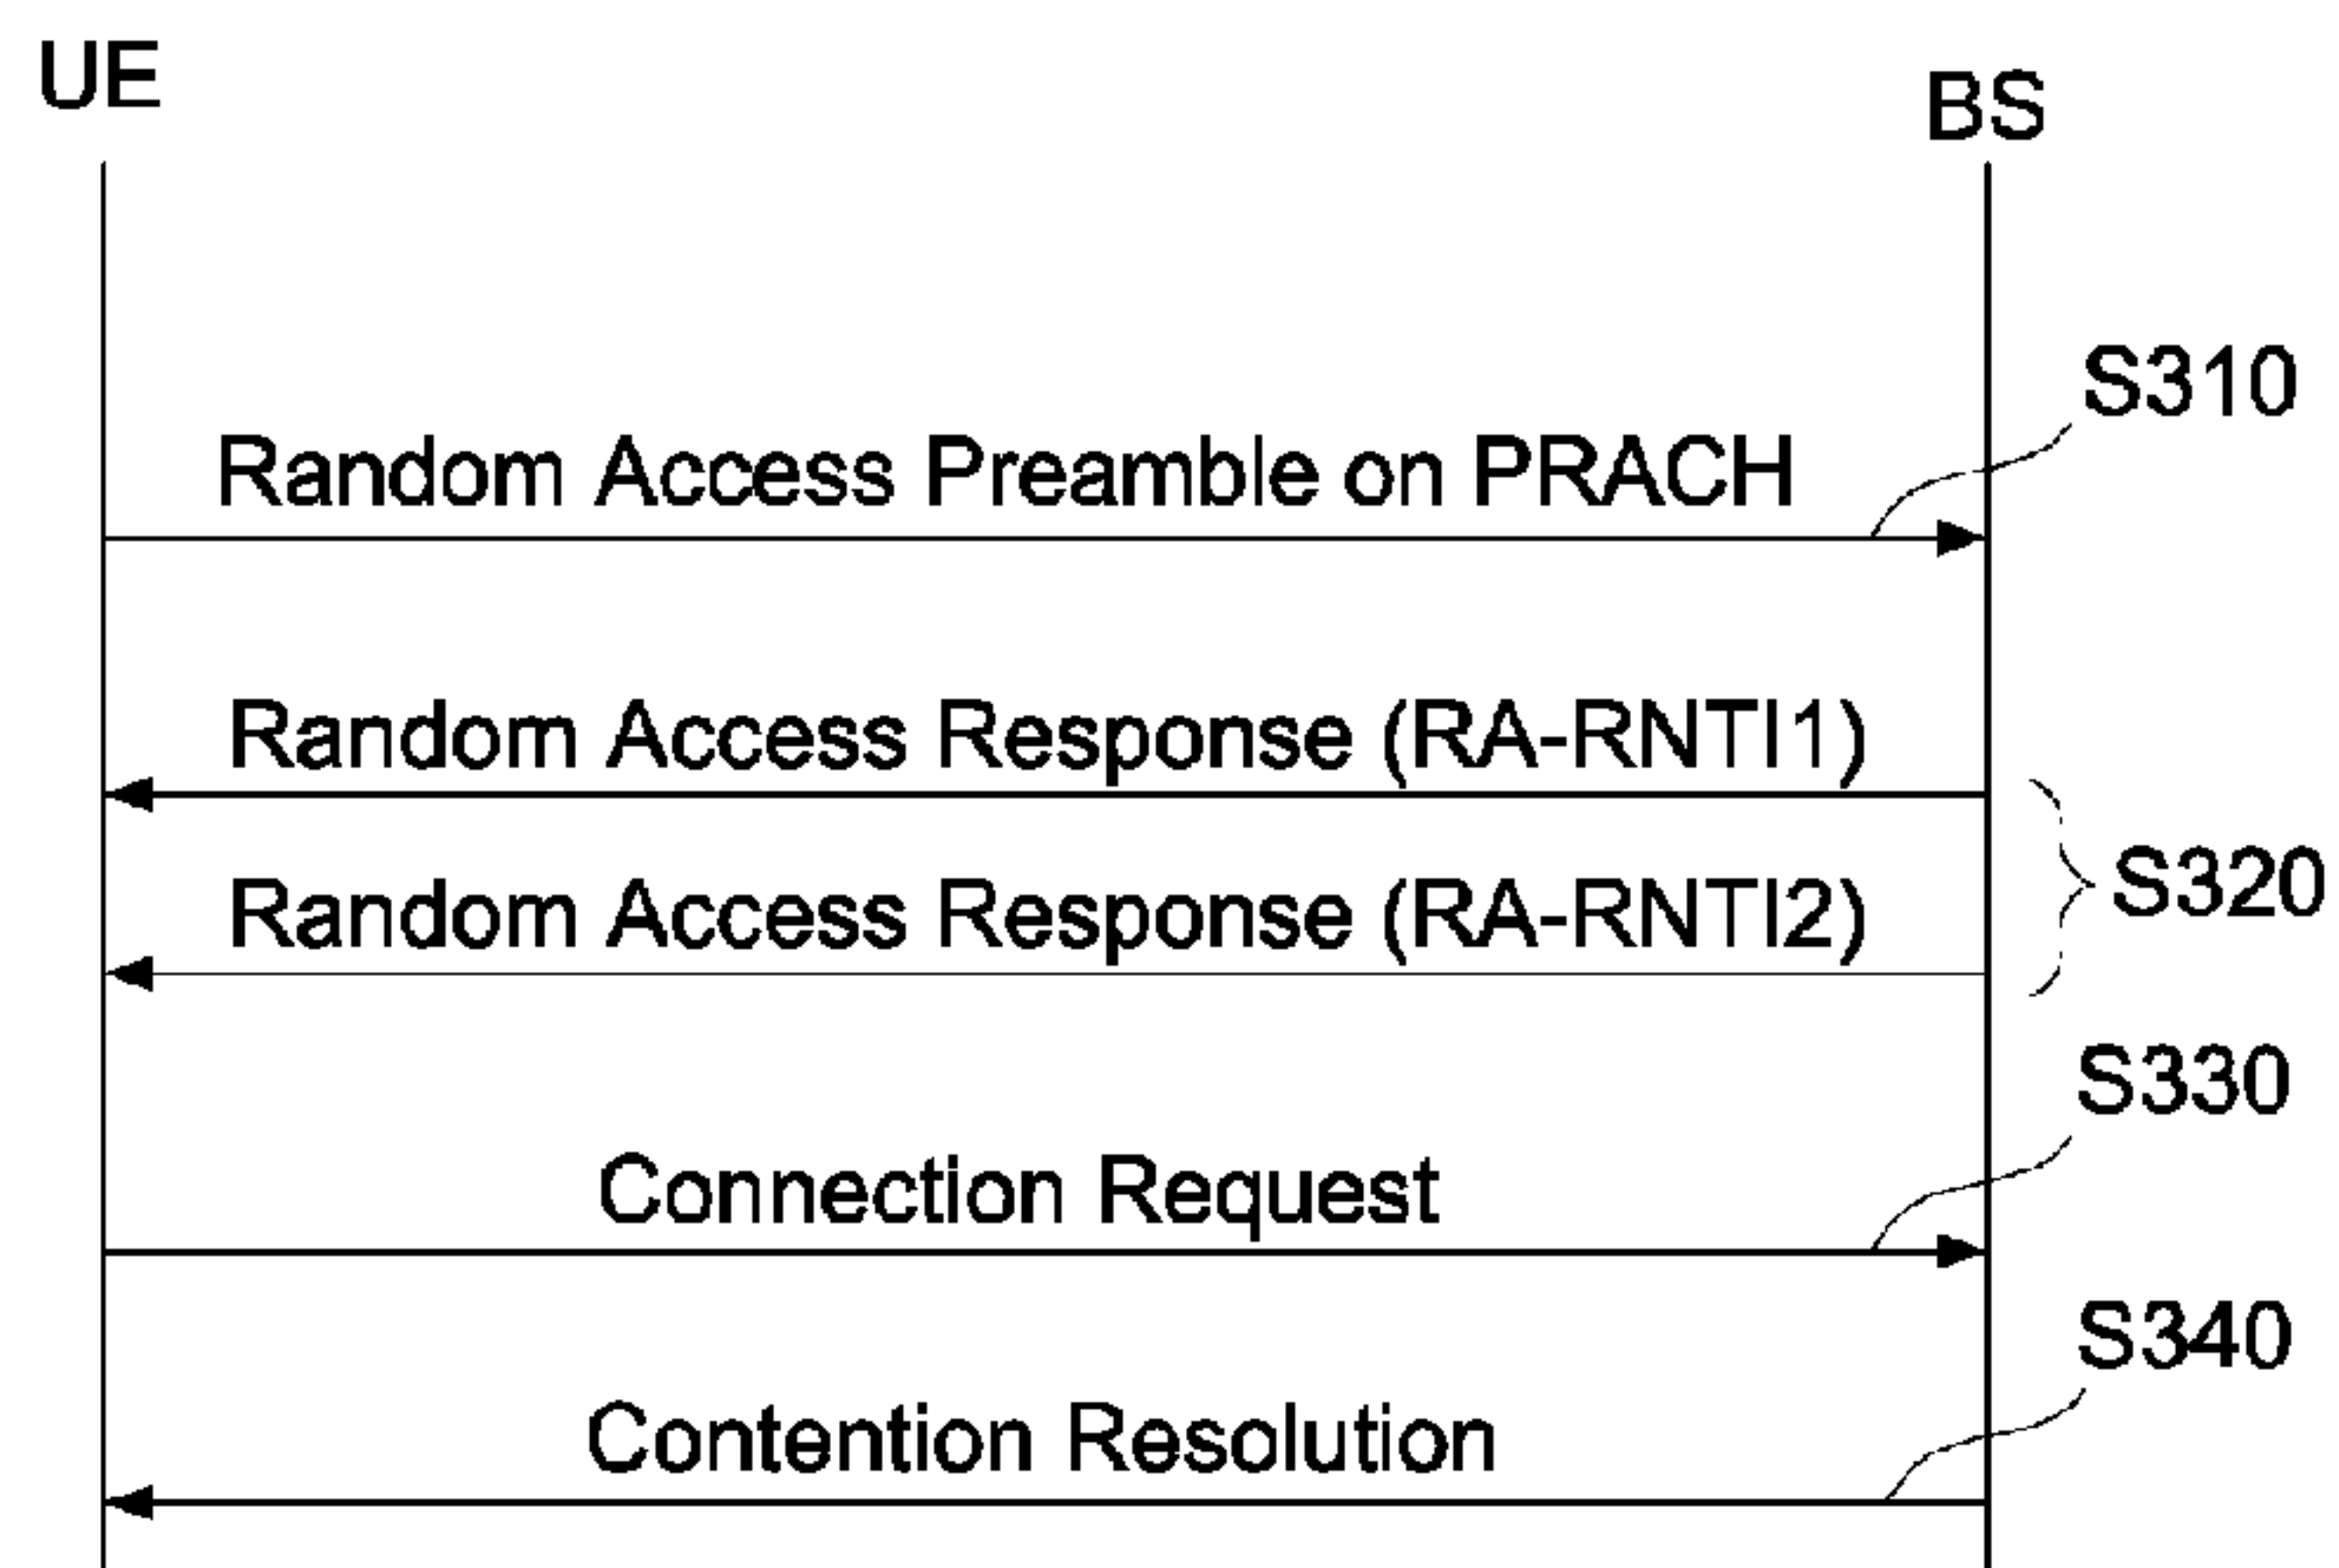 UE
BS
S310
Random Access Preamble on PRACH
Random Access Response (RA-RNTI1)
S320
Random Access Response (RA-RNTI2)
S330
Connection Request
S340
Contention Resolution